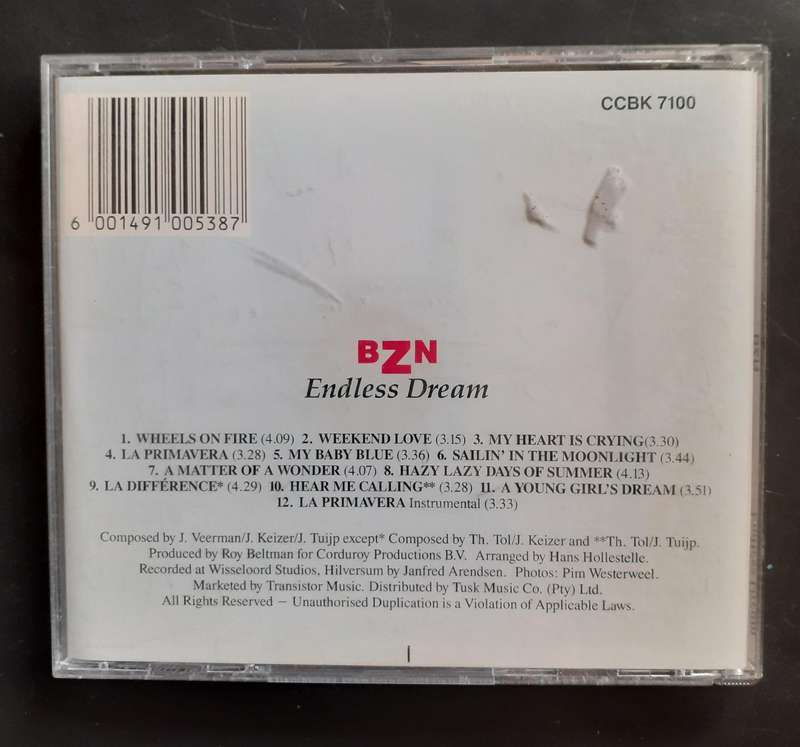 CCBK 7100
6 001491 005387
BZN
Endless Dream
1. WHEELS ON FIRE (4.09) 2. WEEKEND LOVE (3.15) 3. MY HEART IS CRYING(3.30)
4. LA PRIMAVERA (3.28) 5. MY BABY BLUE (3.36) 6. SAILIN' IN THE MOONLIGHT (3.44)
7. A MATTER OF A WONDER (4.07) 8. HAZY LAZY DAYS OF SUMMER (4.13)
9. LA DIFFÉRENCE* (4.29) 10. HEAR ME CALLING** (3.28) 11. A YOUNG GIRL'S DREAM (3.51)
12. LA PRIMAVERA Instrumental (3.33)
Composed by J. Veerman/J. Keizer/J. Tuijp except* Composed by Th. Tol/J. Keizer and **Th. Tol/J. Tuijp.
Produced by Roy Beltman for Corduroy Productions B.V. Arranged by Hans Hollestelle.
Recorded at Wisseloord Studios, Hilversum by Janfred Arendsen. Photos: Pim Westerweel.
Marketed by Transistor Music. Distributed by Tusk Music Co. (Pty) Ltd.
All Rights Reserved – Unauthorised Duplication is a Violation of Applicable Laws.